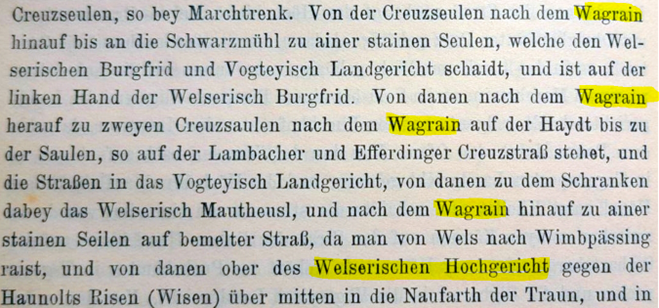 Creuzseulen, so bey Marchtrenk. Von der Creuzseulen nach dem Wagrain
hinauf bis an die Schwarzmühl zu ainer stainen Seulen, welche den Wel-
serischen Burgfrid und Vogteyisch Landgericht schaidt, und ist auf der
linken Hand der Welserisch Burgfrid. Von danen nach dem Wagrain
herauf zu zweyen Creuzsaulen nach dem Wagrain auf der Haydt bis zu
der Saulen, so auf der Lambacher und Efferdinger Creuzstraß stehet, und
die Straßen in das Vogteyisch Landgericht, von danen zu dem Schranken
dabey das Welserisch Mautheusl, und nach dem Wagrain hinauf zu ainer
stainen Seilen auf bemelter Straß, da man von Wels nach Wimbpässing
raist, und von danen ober des Welserischen Hochgericht gegen der
Haunolts Risen (Wisen) über mitten in die Naufarth der Traun, und in